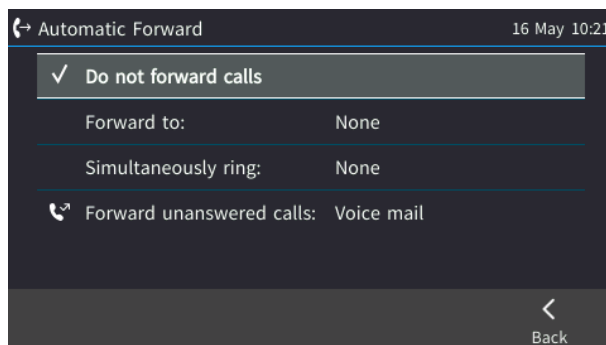 Automatic Forward 16 May 10:21
Do not forward calls
Forward to: None
Simultaneously ring: None
Forward unanswered calls: Voice mail
Back